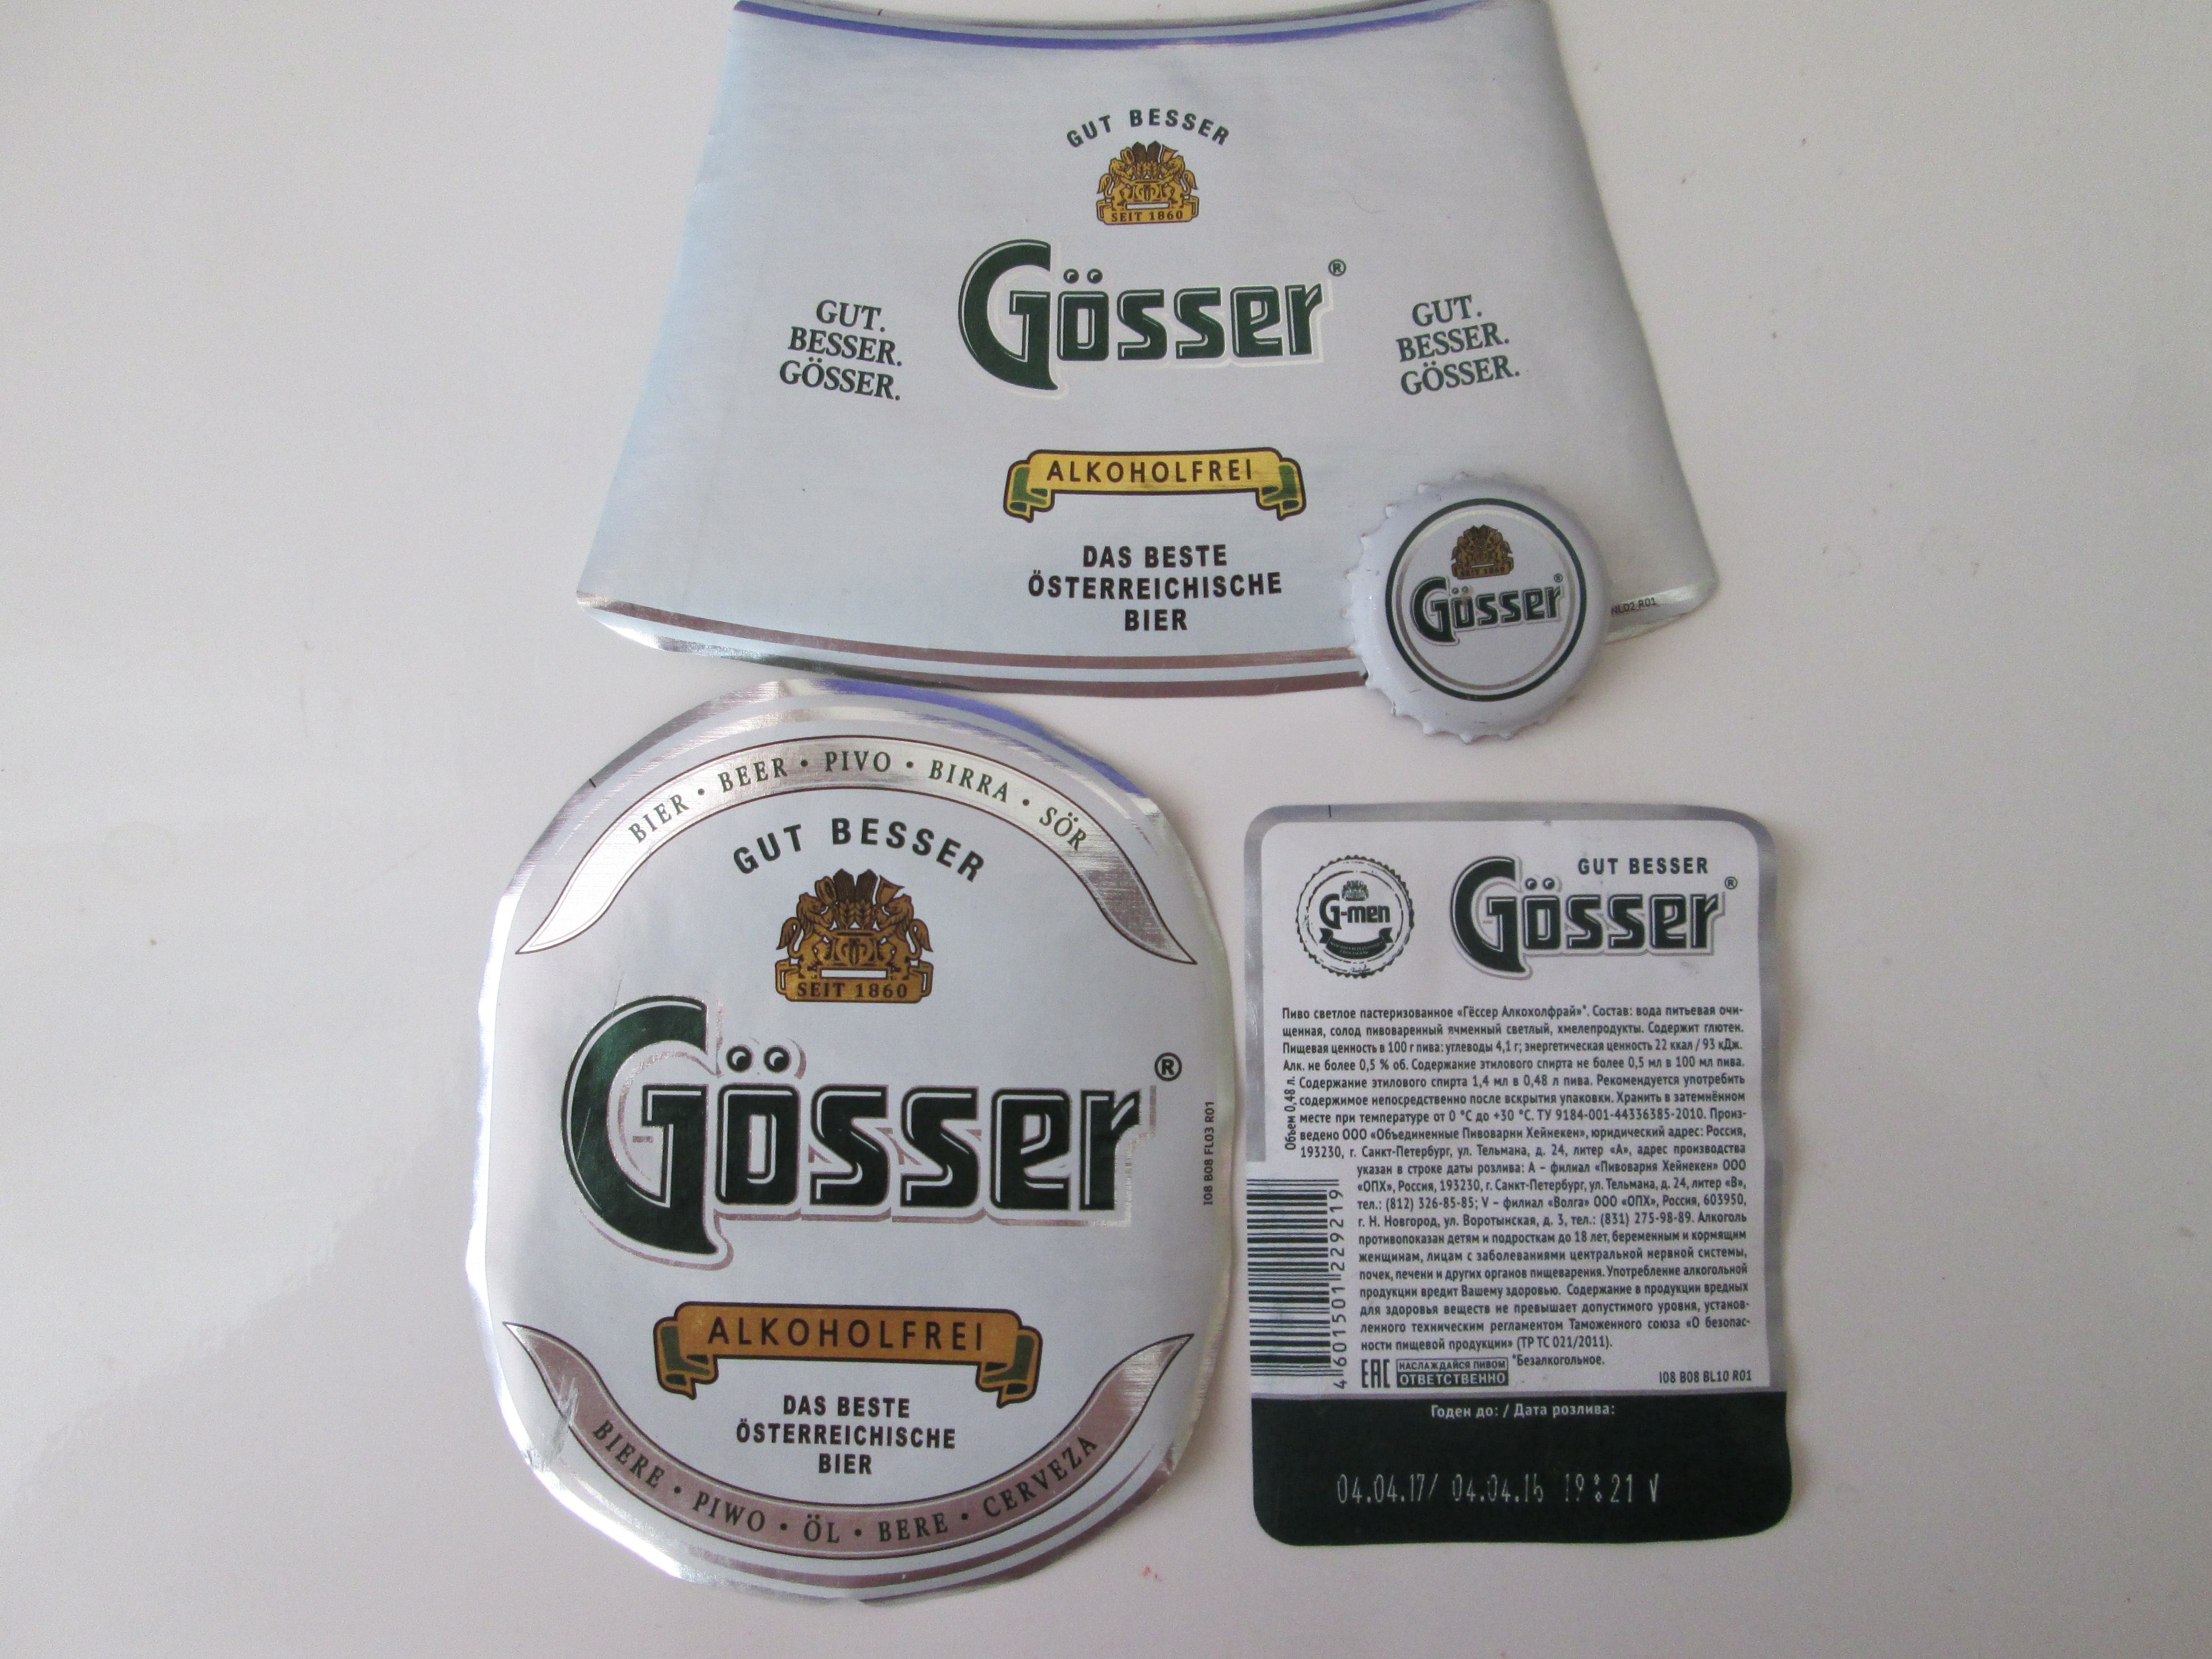 GUT BESSER
SEIT 1860
Gösser®
GUT.
BESSER.
GÖSSER.
GUT.
BESSER.
GÖSSER.
ALKOHOLFREI
DAS BESTE
ÖSTERREICHISCHE
BIER
NL02 R01
SEIT 1860
Gösser®
BIER • BEER • PIVO • BIRRA • SÖR
GUT BESSER
SEIT 1860
Gösser®
ALKOHOLFREI
DAS BESTE
ÖSTERREICHISCHE
BIER
BIERE • PIWO • ÖL • BERE • CERVEZA
I08 B08 FL03 R01
G-men
GUT BESSER
Gösser®
Пиво светлое пастеризованное «Гёссер Алкохолфрай»*. Состав: вода питьевая очи-
щенная, солод пивоваренный ячменный светлый, хмелепродукты. Содержит глютен.
Пищевая ценность в 100 г пива: углеводы 4,1 г; энергетическая ценность 22 ккал / 93 кДж.
Алк. не более 0,5 % об. Содержание этилового спирта не более 0,5 мл в 100 мл пива.
Содержание этилового спирта 1,4 мл в 0,48 л пива. Рекомендуется употребить
содержимое непосредственно после вскрытия упаковки. Хранить в затемнённом
месте при температуре от 0 °С до +30 °С. ТУ 9184-001-44336385-2010. Произ-
ведено ООО «Объединенные Пивоварни Хейнекен», юридический адрес: Россия,
193230, г. Санкт-Петербург, ул. Тельмана, д. 24, литер «А», адрес производства
указан в строке даты розлива: А – филиал «Пивоварня Хейнекен» ООО
«ОПХ», Россия, 193230, г. Санкт-Петербург, ул. Тельмана, д. 24, литер «В»,
тел.: (812) 326-85-85; V – филиал «Волга» ООО «ОПХ», Россия, 603950,
г. Н. Новгород, ул. Воротынская, д. 3, тел.: (831) 275-98-89. Алкоголь
противопоказан детям и подросткам до 18 лет, беременным и кормящим
женщинам, лицам с заболеваниями центральной нервной системы,
почек, печени и других органов пищеварения. Употребление алкогольной
продукции вредит Вашему здоровью. Содержание в продукции вредных
для здоровья веществ не превышает допустимого уровня, установ-
ленного техническим регламентом Таможенного союза «О безопас-
ности пищевой продукции» (ТР ТС 021/2011).
*Безалкогольное.
Объем 0,48 л.
4 601501 229219
EAC
НАСЛАЖДАЙСЯ ПИВОМ
ОТВЕТСТВЕННО
I08 B08 BL10 R01
Годен до: / Дата розлива:
04.04.17/ 04.04.16 19:21 V